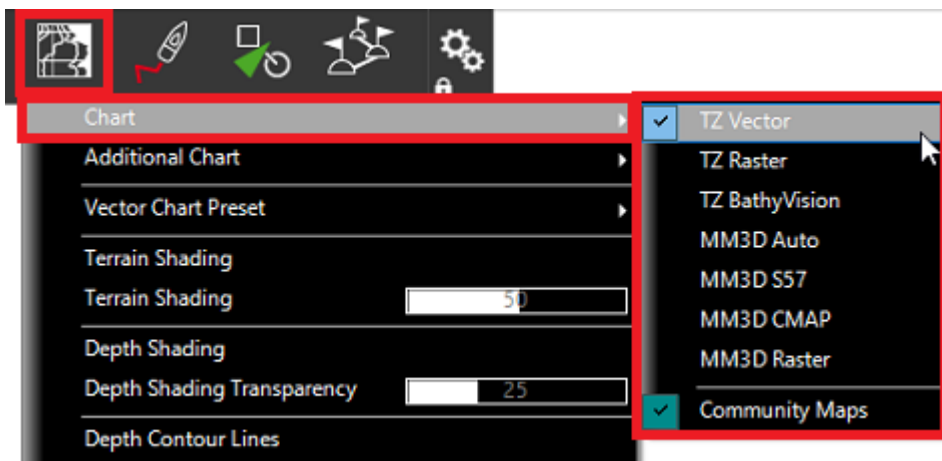 Chart
Additional Chart
Vector Chart Preset
Terrain Shading
Terrain Shading 50
Depth Shading
Depth Shading Transparency 25
Depth Contour Lines
TZ Vector
TZ Raster
TZ BathyVision
MM3D Auto
MM3D S57
MM3D CMAP
MM3D Raster
Community Maps